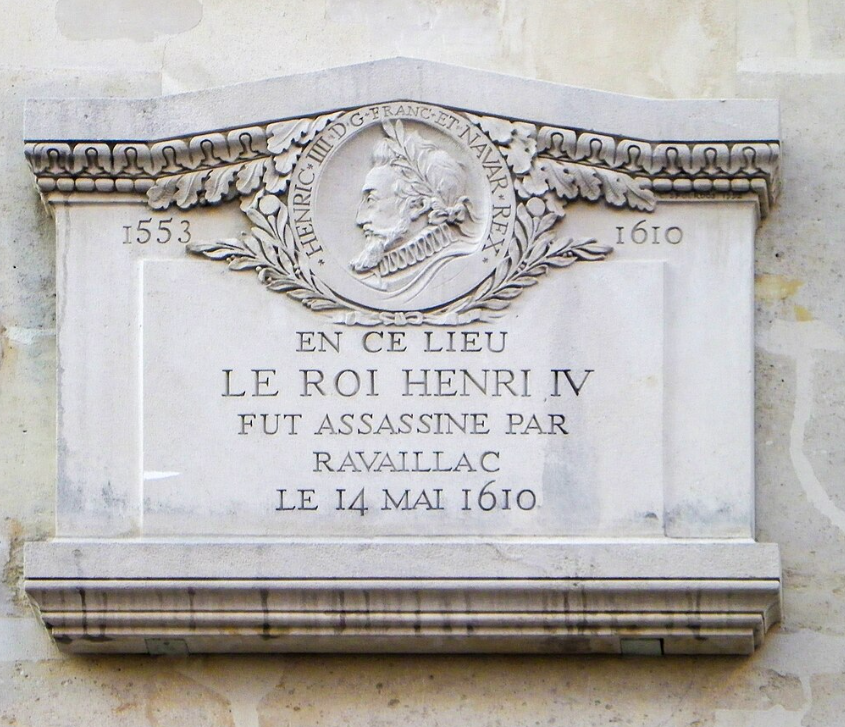 HENRIC·IIII·D·G·FRANC·ET·NAVAR·REX
1553
1610
EN CE LIEU
LE ROI HENRI IV
FUT ASSASSINE PAR
RAVAILLAC
LE 14 MAI 1610